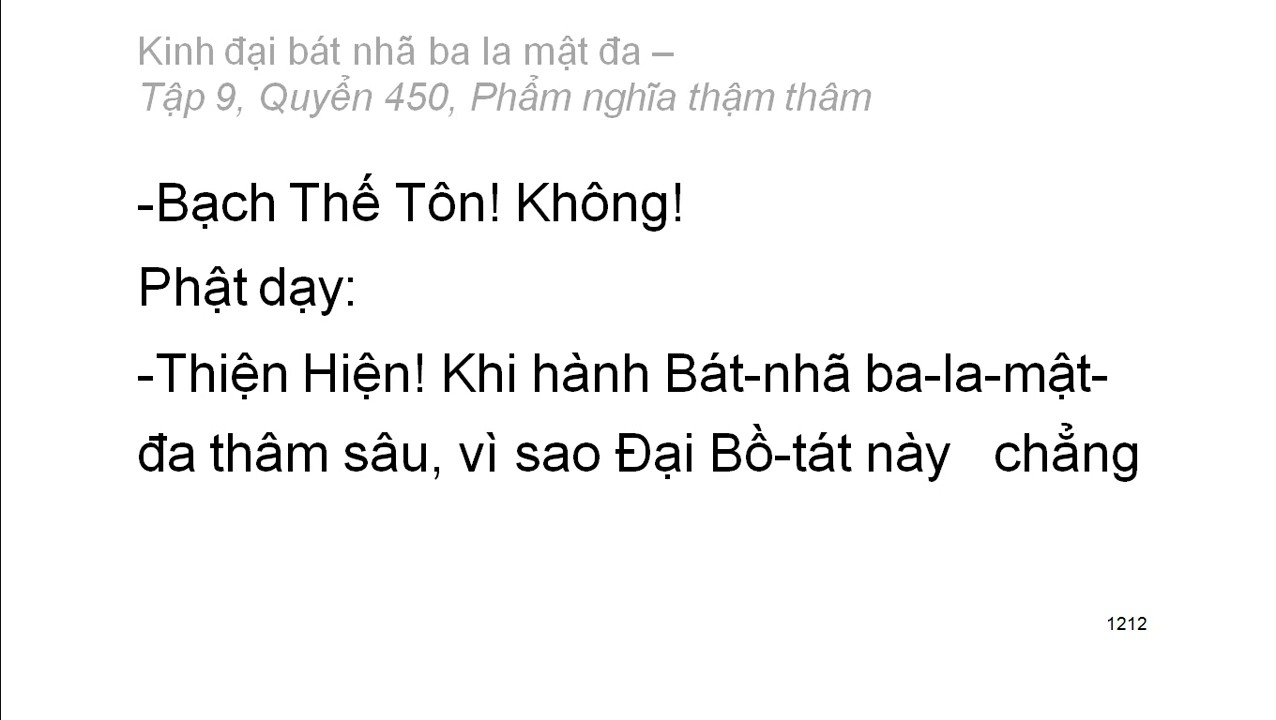 Kinh đại bát nhã ba la mật đa –
Tập 9, Quyển 450, Phẩm nghĩa thậm thâm
-Bạch Thế Tôn! Không!
Phật dạy:
-Thiện Hiện! Khi hành Bát-nhã ba-la-mật-
đa thâm sâu, vì sao Đại Bồ-tát này chẳng
1212